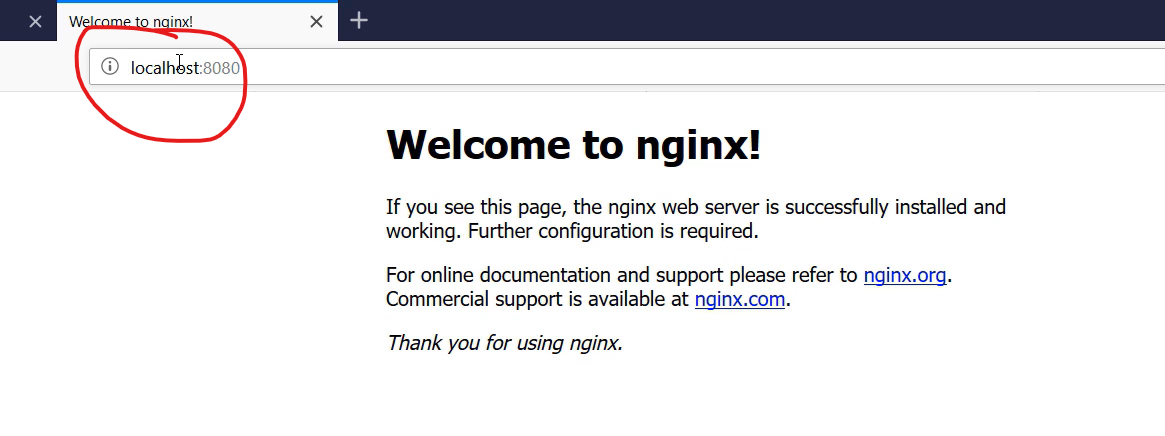 Welcome to nginx!
localhost:8080
Welcome to nginx!
If you see this page, the nginx web server is successfully installed and
working. Further configuration is required.
For online documentation and support please refer to nginx.org.
Commercial support is available at nginx.com.
Thank you for using nginx.